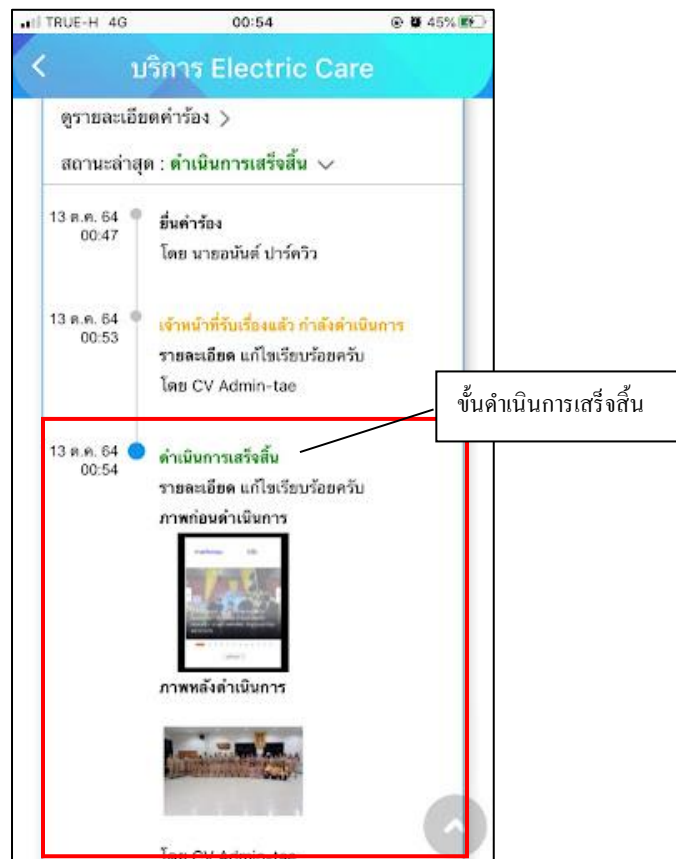 TRUE-H 4G 00:54 45%
บริการ Electric Care
ดูรายละเอียดคำร้อง >
สถานะล่าสุด : ดำเนินการเสร็จสิ้น
13 ต.ค. 64 ยื่นคำร้อง
00:47
โดย นายอนันต์ ปาร์ควิว
13 ต.ค. 64 เจ้าหน้าที่รับเรื่องแล้ว กำลังดำเนินการ
00:53
รายละเอียด แก้ไขเรียบร้อยครับ
โดย CV Admin-tae
ขั้นดำเนินการเสร็จสิ้น
13 ต.ค. 64 ดำเนินการเสร็จสิ้น
00:54
รายละเอียด แก้ไขเรียบร้อยครับ
ภาพก่อนดำเนินการ
ภาพหลังดำเนินการ
โดย CV Admin-tae